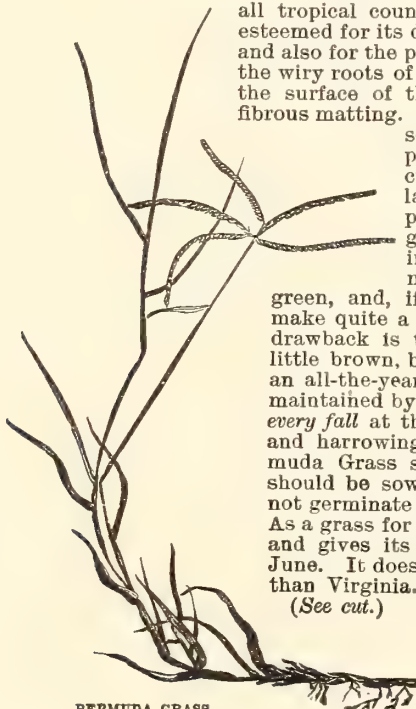 all tropical coun
esteemed for its
and also for the p
the wiry roots of
the surface of th
fibrous matting.
s
p
c
la
p
g
i
n
green, and, if
make quite a
drawback is
little brown, b
an all-the-year
maintained by
every fall at th
and harrowing
muda Grass s
should be sow
not germinate
As a grass for
and gives its
June. It does
than Virginia.
(See cut.)
BERMUDA GRASS